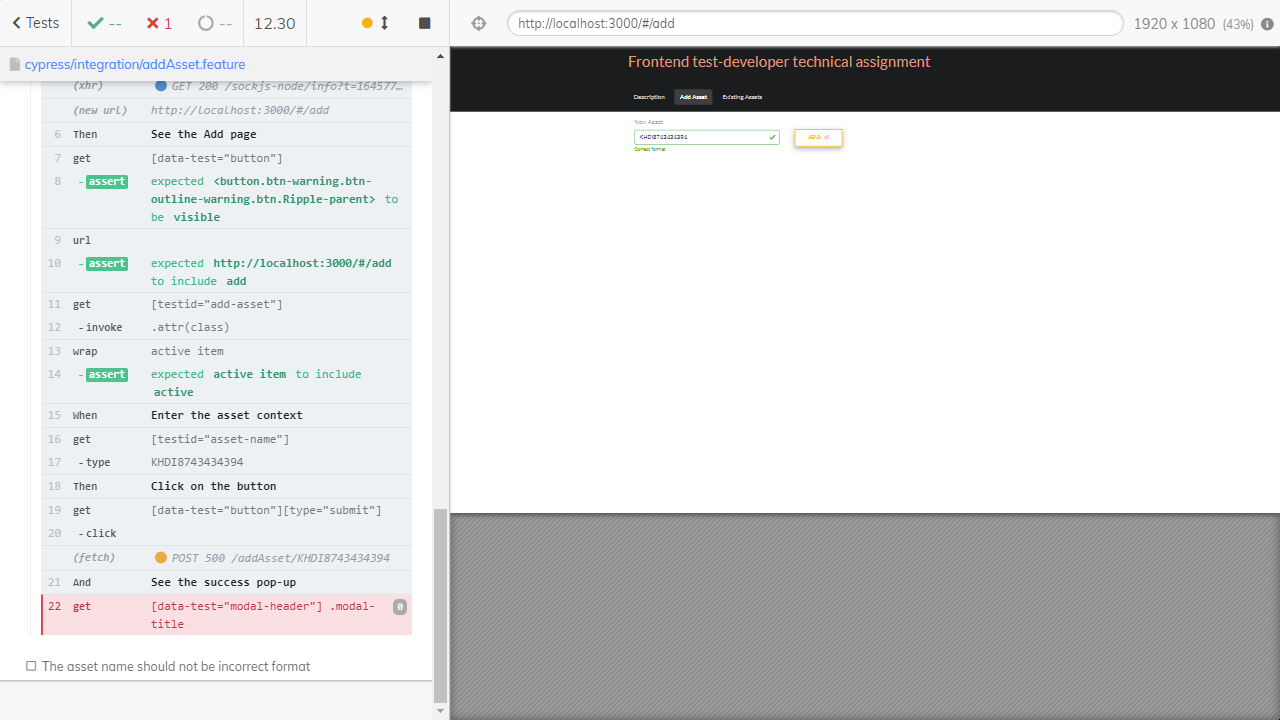 Tests
--
1
--
12.30
http://localhost:3000/#/add
1920 x 1080 (43%)
cypress/integration/addAsset.feature
(xhr) GET 200 /sockjs-node/info?t=164577…
(new url) http://localhost:3000/#/add
6 Then See the Add page
7 get [data-test="button"]
8 - assert expected <button.btn-warning.btn-
outline-warning.btn.Ripple-parent> to
be visible
9 url
10 - assert expected http://localhost:3000/#/add
to include add
11 get [testid="add-asset"]
12 - invoke .attr(class)
13 wrap active item
14 - assert expected active item to include
active
15 When Enter the asset context
16 get [testid="asset-name"]
17 - type KHDI8743434394
18 Then Click on the button
19 get [data-test="button"][type="submit"]
20 - click
(fetch) POST 500 /addAsset/KHDI8743434394
21 And See the success pop-up
22 get [data-test="modal-header"] .modal- 0
title
The asset name should not be incorrect format
Frontend test-developer technical assignment
Description Add Asset Existing Assets
New Asset
KHDI8743434394 SEND
Correct format